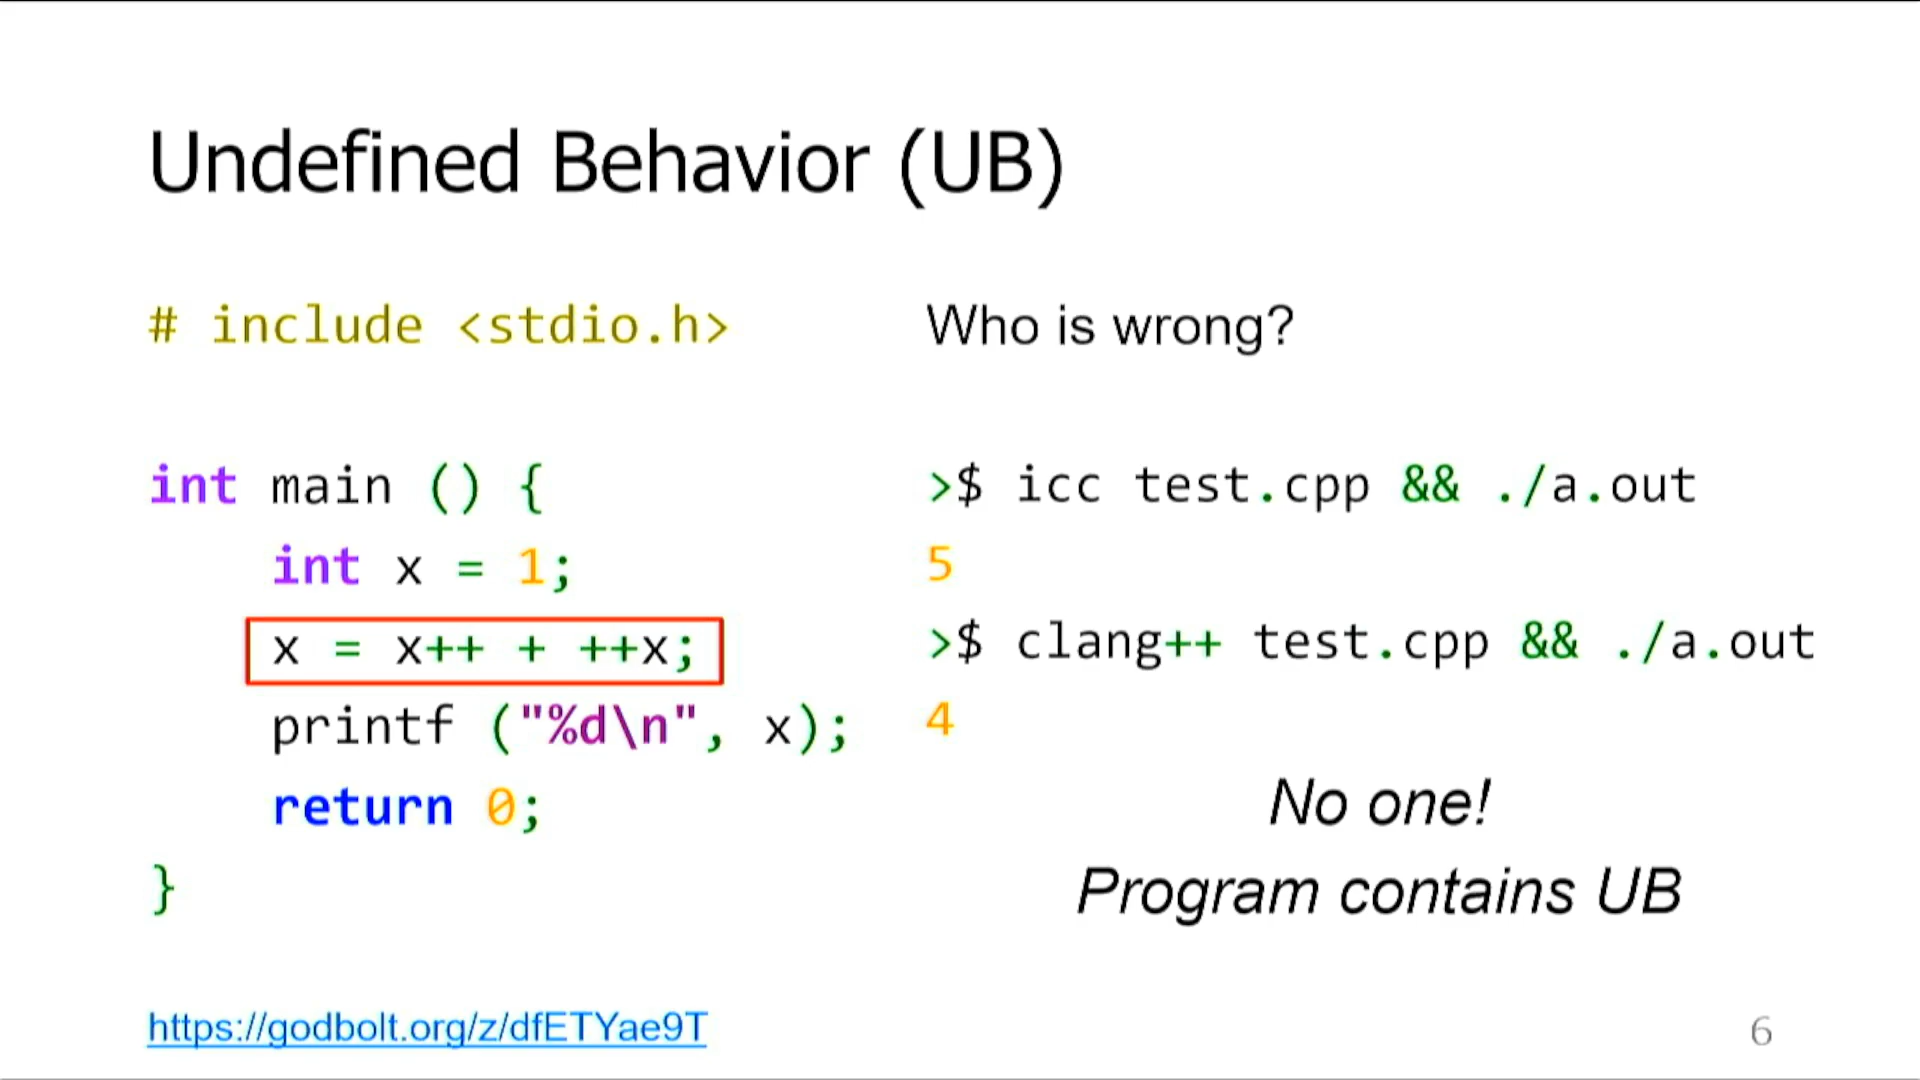 Undefined Behavior (UB)
# include <stdio.h>
int main () {
int x = 1;
x = x++ + ++x;
printf ("%d\n", x);
return 0;
}
Who is wrong?
>$ icc test.cpp && ./a.out
5
>$ clang++ test.cpp && ./a.out
4
No one!
Program contains UB
https://godbolt.org/z/dfETYae9T
6